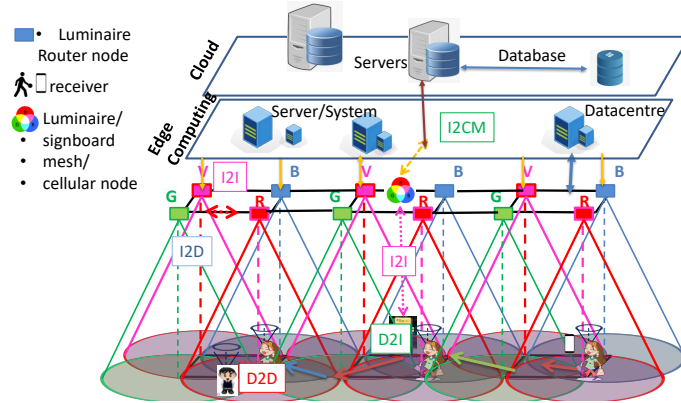 • Luminaire
Router node
receiver
Luminaire/
• signboard
• mesh/
• cellular node
Cloud
Servers
Database
Edge
Computing
Server/System
I2CM
Datacentre
V
I2I
B
V
B
V
B
G
R
G
R
G
R
I2D
I2I
D2I
D2D